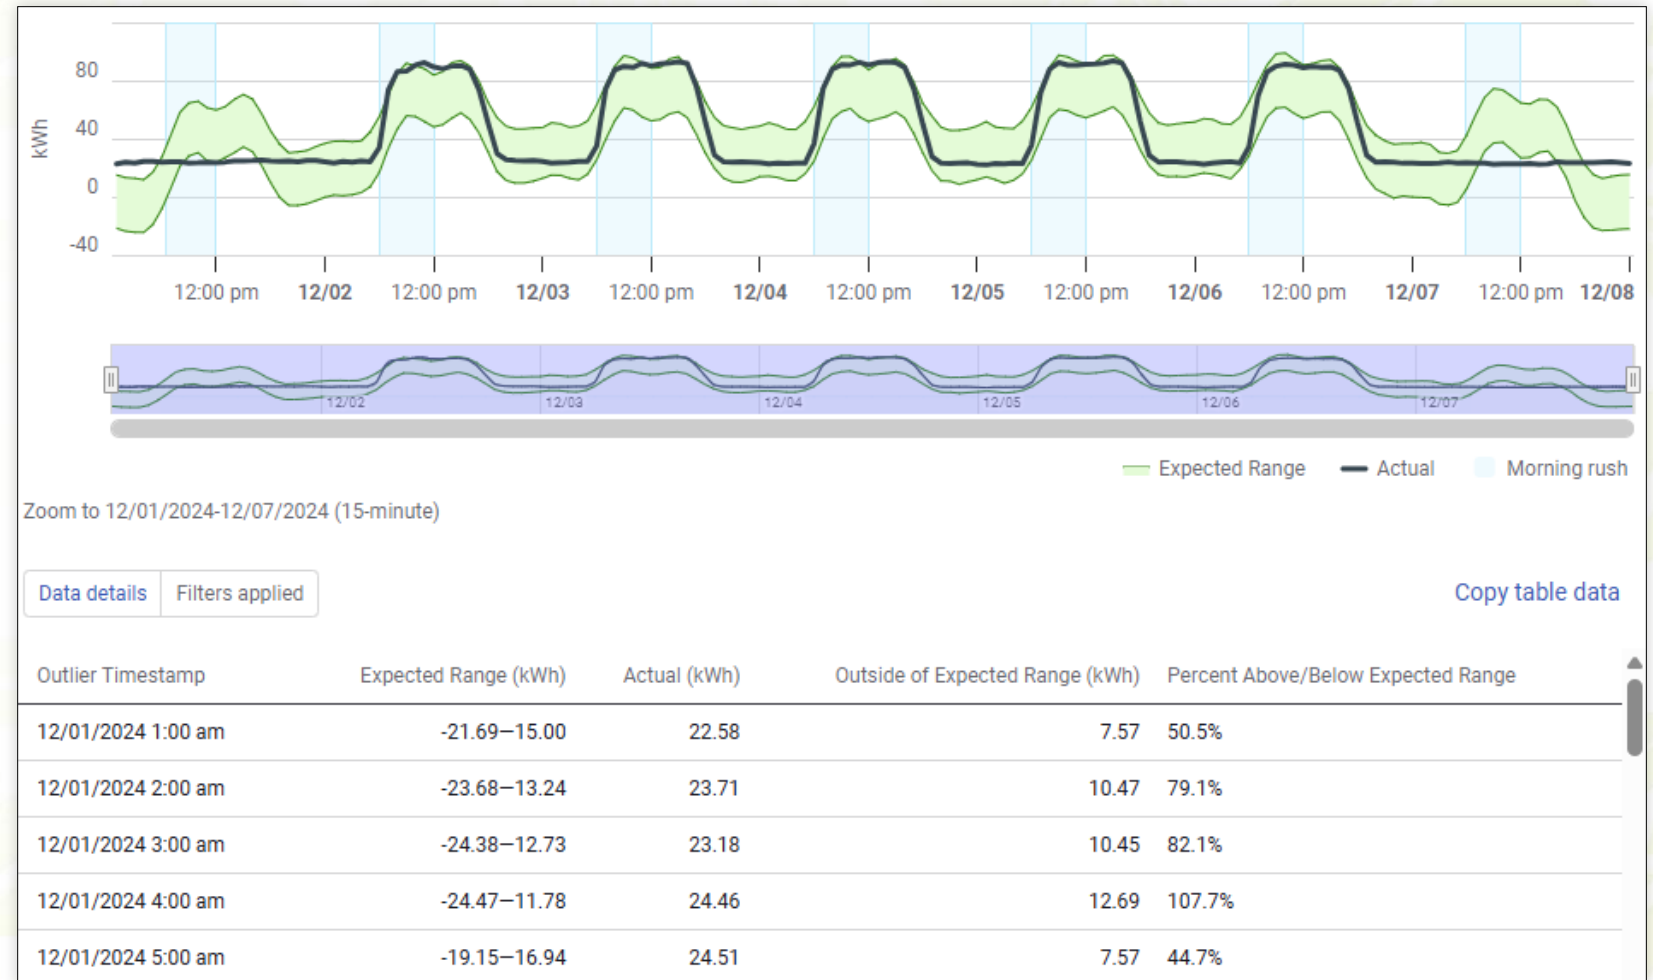 80
kWh
40
0
-40
12:00 pm 12/02 12:00 pm 12/03 12:00 pm 12/04 12:00 pm 12/05 12:00 pm 12/06 12:00 pm 12/07 12:00 pm 12/08
12/02 12/03 12/04 12/05 12/06 12/07
Expected Range Actual Morning rush
Zoom to 12/01/2024-12/07/2024 (15-minute)
Data details Filters applied Copy table data
Outlier Timestamp Expected Range (kWh) Actual (kWh) Outside of Expected Range (kWh) Percent Above/Below Expected Range
12/01/2024 1:00 am -21.69—15.00 22.58 7.57 50.5%
12/01/2024 2:00 am -23.68—13.24 23.71 10.47 79.1%
12/01/2024 3:00 am -24.38—12.73 23.18 10.45 82.1%
12/01/2024 4:00 am -24.47—11.78 24.46 12.69 107.7%
12/01/2024 5:00 am -19.15—16.94 24.51 7.57 44.7%